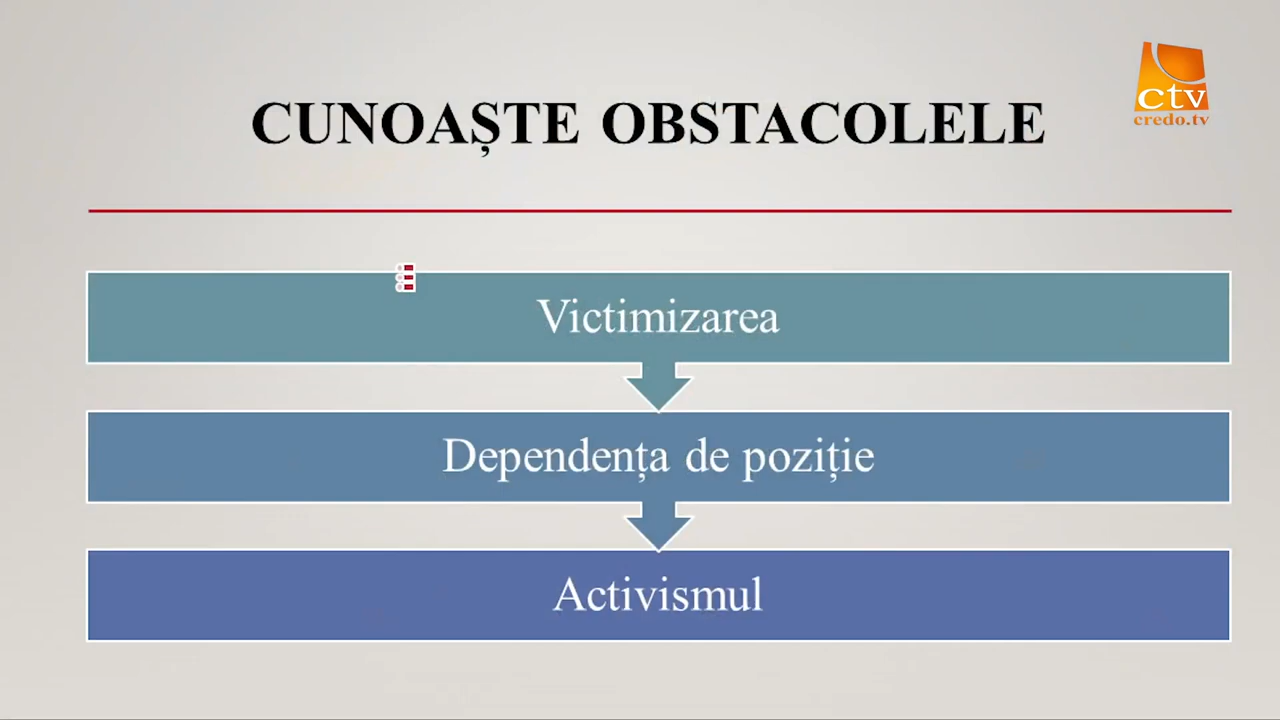 CUNOAȘTE OBSTACOLELE
ctv
credo.tv
Victimizarea
Dependența de poziție
Activismul